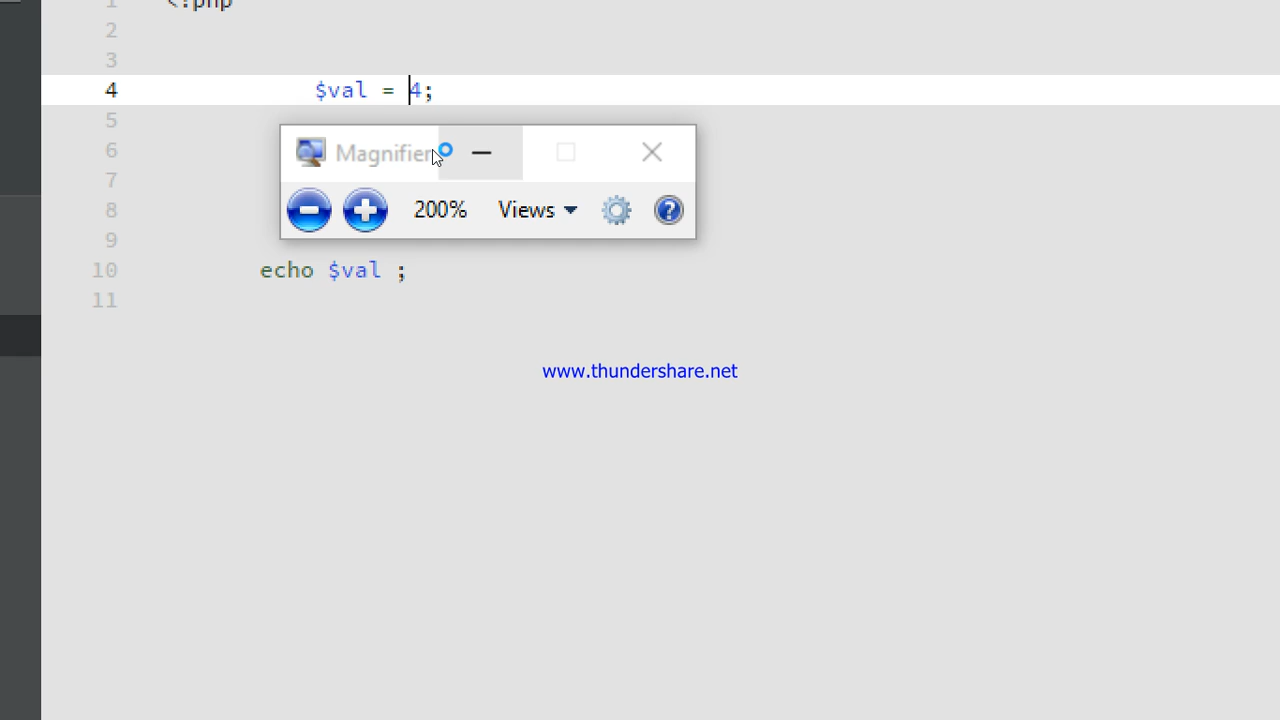 1 <?php
2
3
4 $val = 4;
5
6 Magnifier
7
8 200% Views
9
10 echo $val ;
11
www.thundershare.net